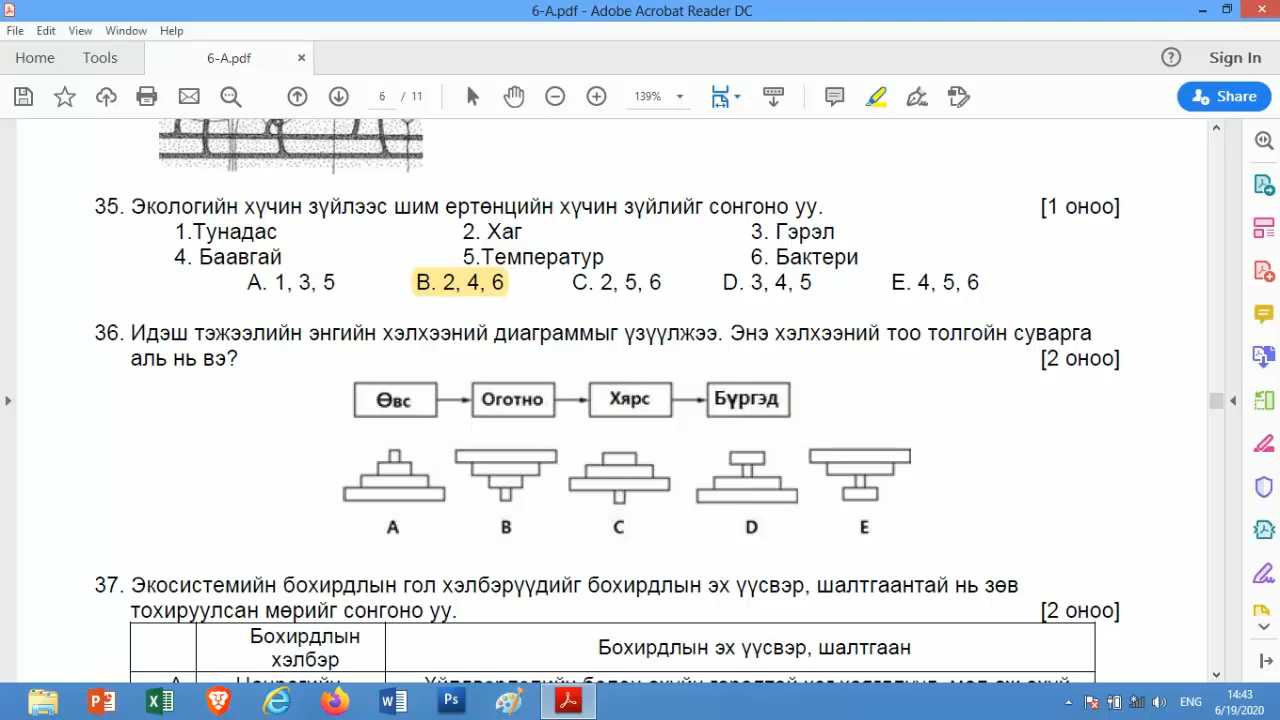 6-A.pdf - Adobe Acrobat Reader DC
File Edit View Window Help
Home Tools 6-A.pdf × Sign In
6 / 11 139% Share
35. Экологийн хүчин зүйлээс шим ертөнцийн хүчин зүйлийг сонгоно уу. [1 оноо]
1.Тунадас 2. Хаг 3. Гэрэл
4. Баавгай 5.Температур 6. Бактери
A. 1, 3, 5 B. 2, 4, 6 C. 2, 5, 6 D. 3, 4, 5 E. 4, 5, 6
36. Идэш тэжээлийн энгийн хэлхээний диаграммыг үзүүлжээ. Энэ хэлхээний тоо толгойн суварга
аль нь вэ? [2 оноо]
Өвс Оготно Хярс Бүргэд
A B C D E
37. Экосистемийн бохирдлын гол хэлбэрүүдийг бохирдлын эх үүсвэр, шалтгаантай нь зөв
тохируулсан мөрийг сонгоно уу. [2 оноо]
Бохирдлын
хэлбэр
Бохирдлын эх үүсвэр, шалтгаан
ENG
14:43
6/19/2020